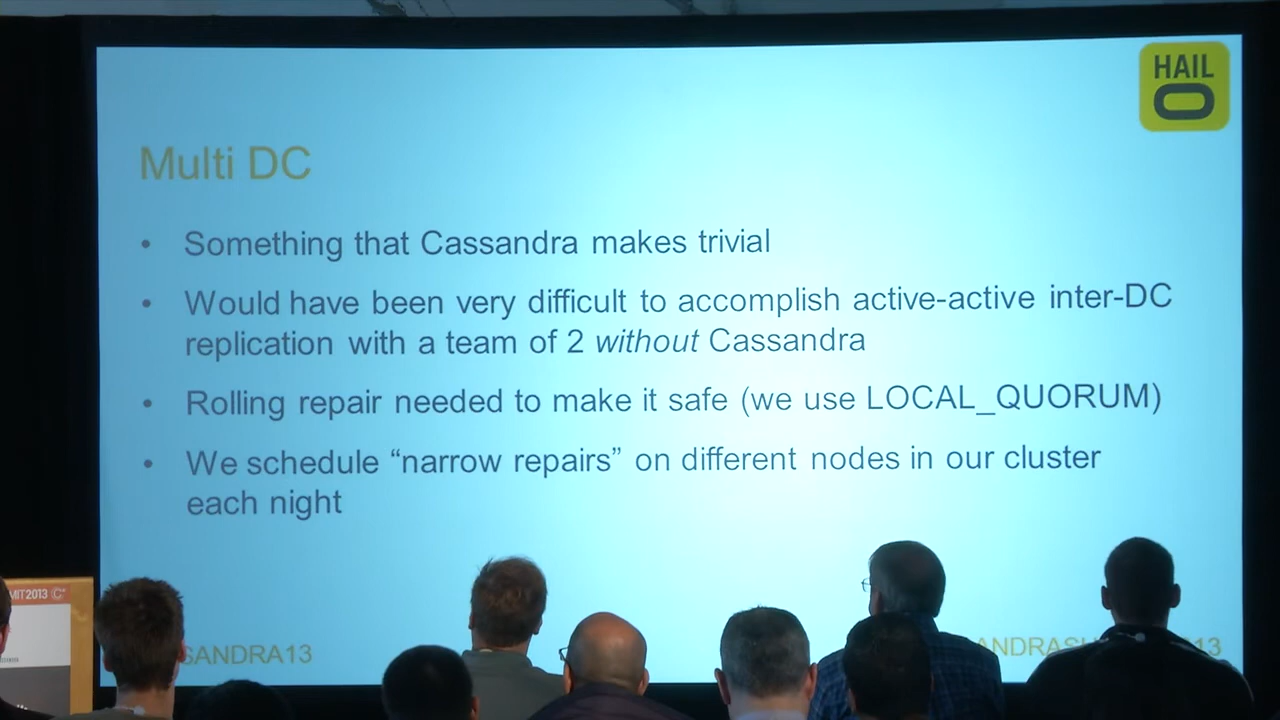 HAIL
O
Multi DC
• Something that Cassandra makes trivial
• Would have been very difficult to accomplish active-active inter-DC
replication with a team of 2 without Cassandra
• Rolling repair needed to make it safe (we use LOCAL_QUORUM)
• We schedule “narrow repairs” on different nodes in our cluster
each night
MIT2013
SANDRA13